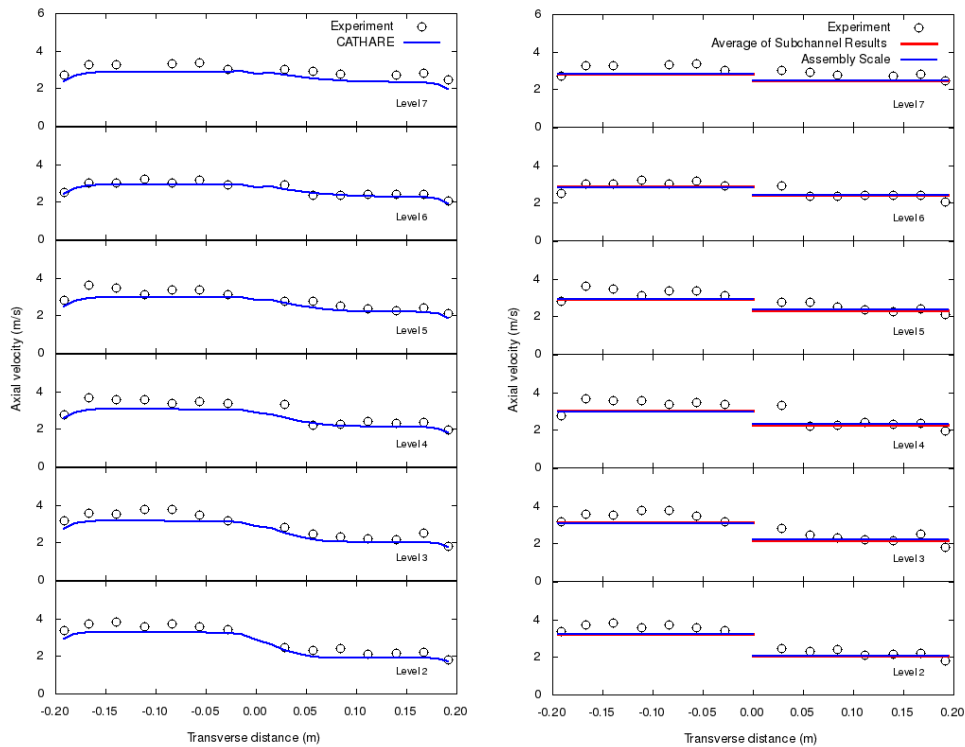 6
4
2
0
Experiment
CATHARE
Level 7
4
2
0
Level 6
4
2
0
Level 5
4
2
0
Level 4
4
2
0
Level 3
4
2
0
Level 2
-0.20 -0.15 -0.10 -0.05 0.00 0.05 0.10 0.15 0.20
Transverse distance (m)
Axial velocity (m/s)
6
4
2
0
Experiment
Average of Subchannel Results
Assembly Scale
Level 7
4
2
0
Level 6
4
2
0
Level 5
4
2
0
Level 4
4
2
0
Level 3
4
2
0
Level 2
-0.20 -0.15 -0.10 -0.05 0.00 0.05 0.10 0.15 0.20
Transverse distance (m)
Axial velocity (m/s)